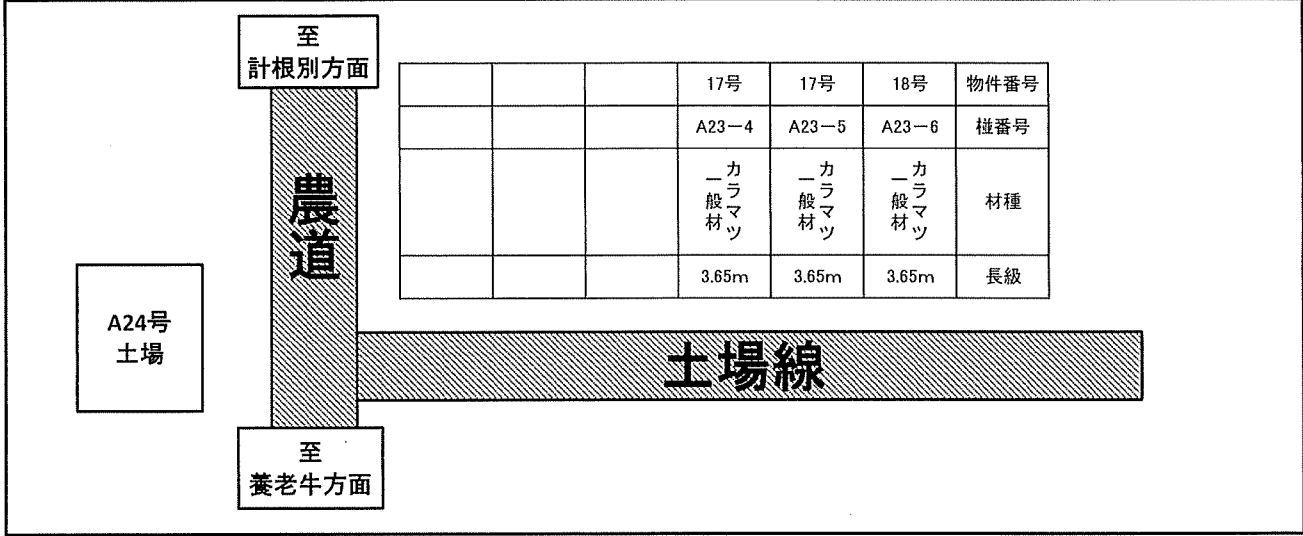 至
計根別方面
17号 17号 18号 物件番号
A23－4 A23－5 A23－6 椪番号
カラマツ一般材 カラマツ一般材 カラマツ一般材 材種
3.65m 3.65m 3.65m 長級
農道
A24号
土場
土場線
至
養老牛方面